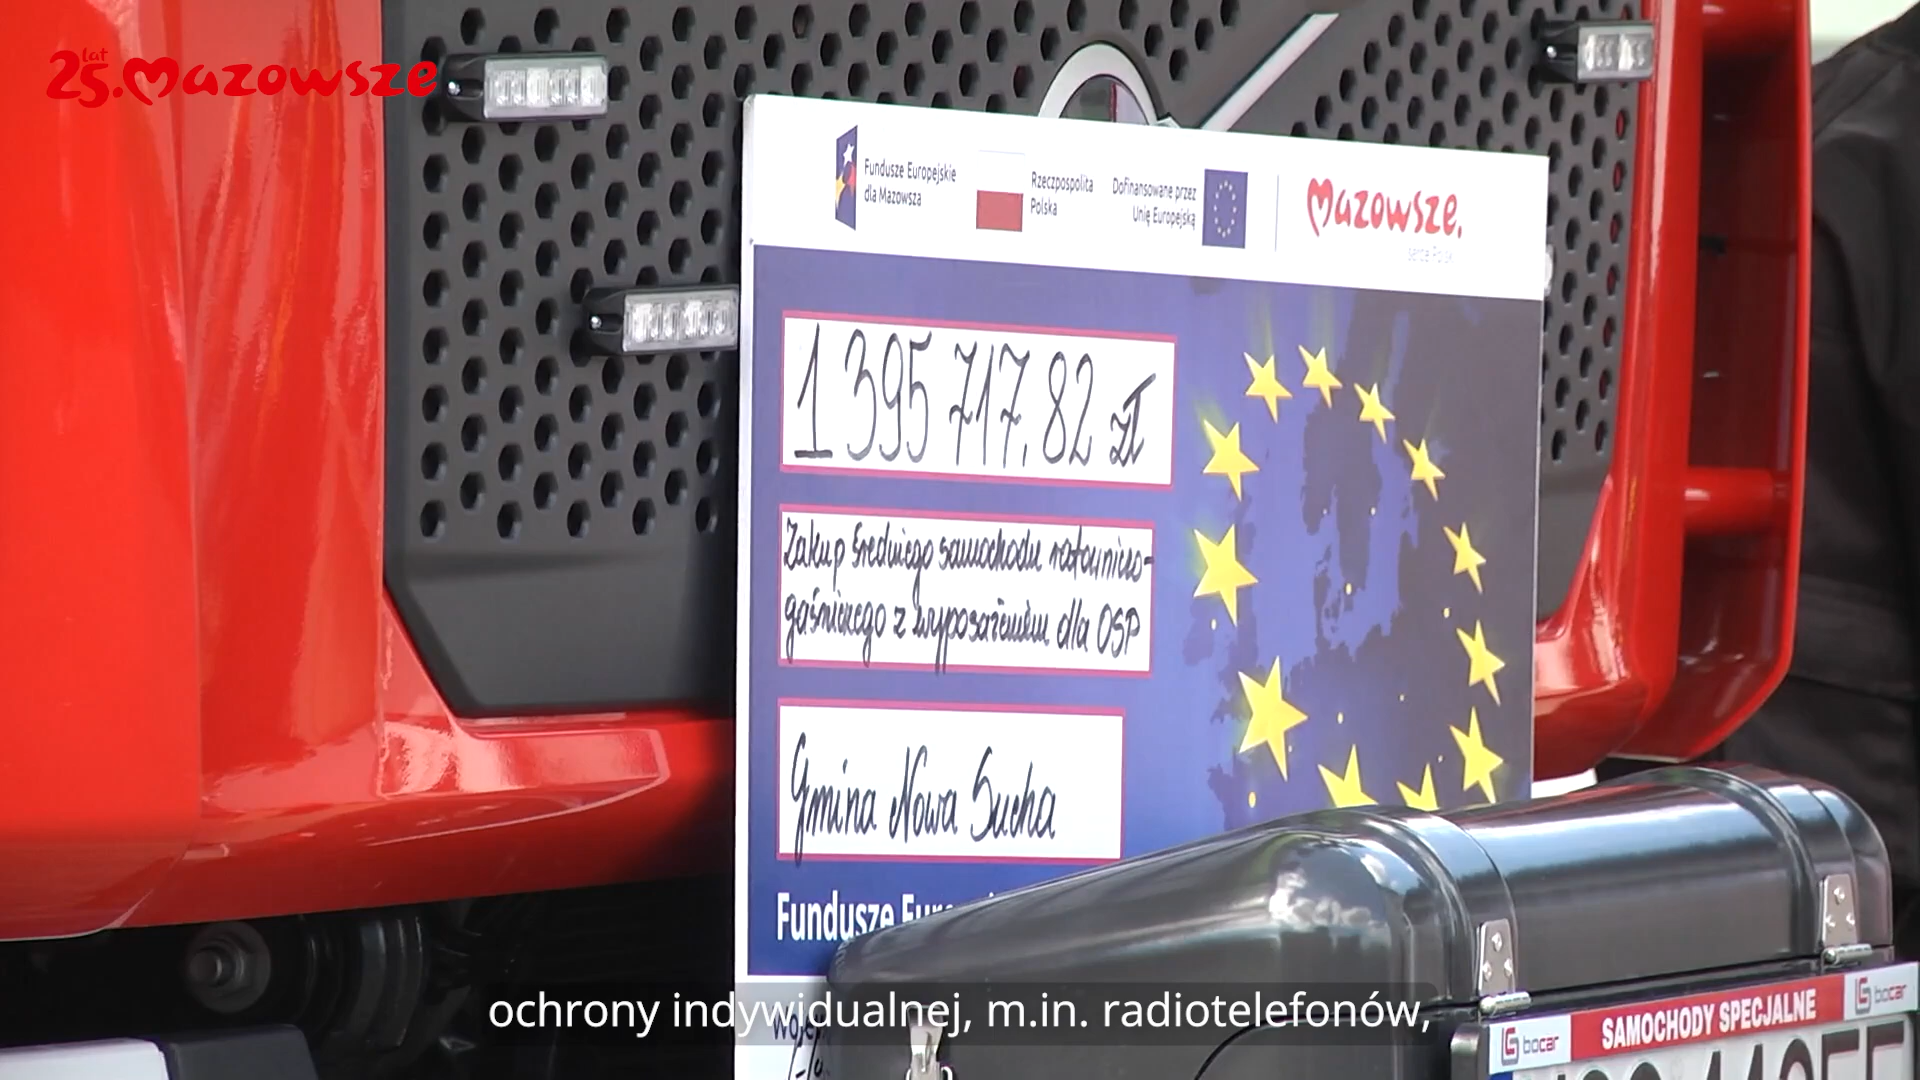 25 lat. Mazowsze
Fundusze Europejskie
dla Mazowsza
Rzeczpospolita
Polska
Dofinansowane przez
Unię Europejską
Mazowsze.
serce Polski
1 395 717,82 zł
Zakup średniego samochodu ratowniczo-
gaśniczego z wyposażeniem dla OSP
Gmina Nowa Sucha
Fundusze
ochrony indywidualnej, m.in. radiotelefonów,
bocar SAMOCHODY SPECJALNE bocar